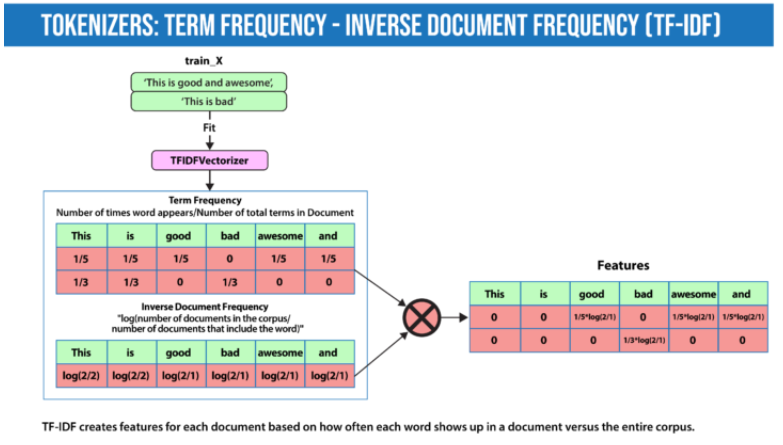 TOKENIZERS: TERM FREQUENCY - INVERSE DOCUMENT FREQUENCY (TF-IDF)
train_X
'This is good and awesome',
'This is bad'
Fit
TFIDFVectorizer
Term Frequency
Number of times word appears/Number of total terms in Document
This is good bad awesome and
1/5 1/5 1/5 0 1/5 1/5
1/3 1/3 0 1/3 0 0
Inverse Document Frequency
"log(number of documents in the corpus/
number of documents that include the word)"
This is good bad awesome and
log(2/2) log(2/2) log(2/1) log(2/1) log(2/1) log(2/1)
Features
This is good bad awesome and
0 0 1/5*log(2/1) 0 1/5*log(2/1) 1/5*log(2/1)
0 0 0 1/3*log(2/1) 0 0
TF-IDF creates features for each document based on how often each word shows up in a document versus the entire corpus.